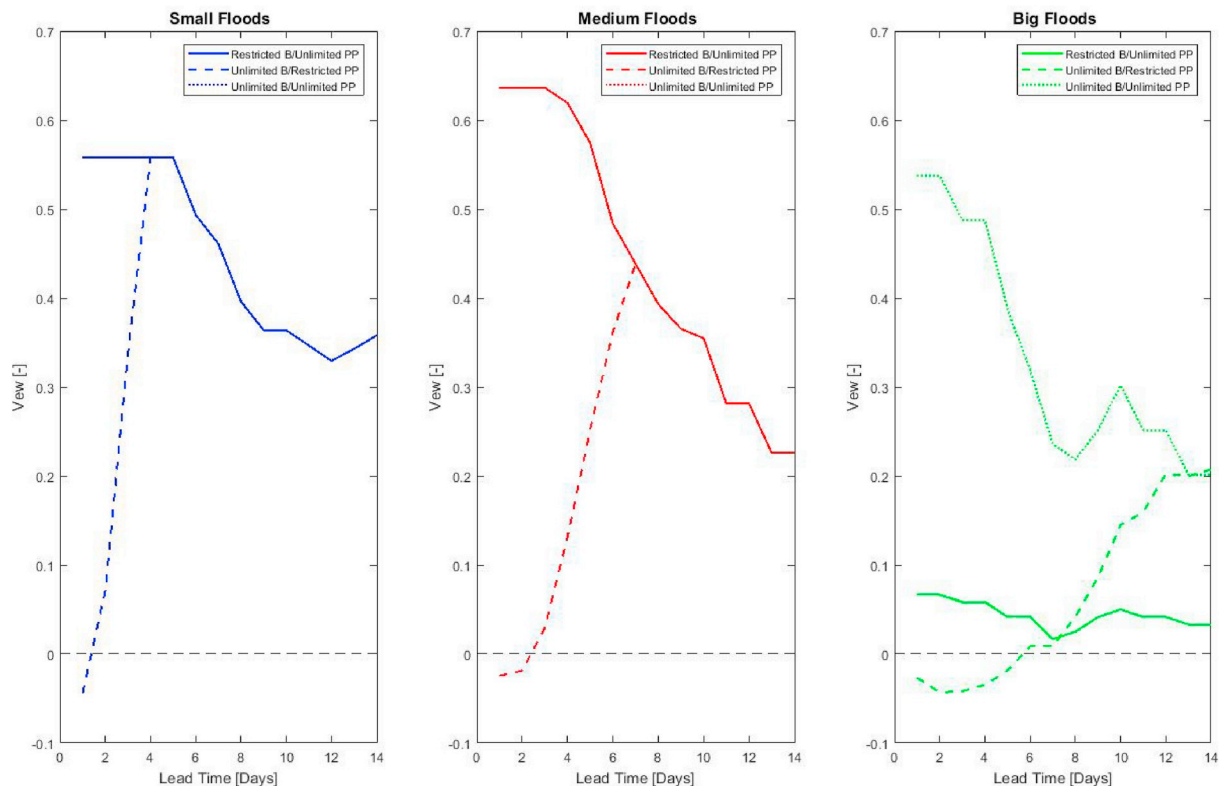 Small Floods
0.7
0.6
0.5
0.4
0.3
0.2
0.1
0
-0.1
Vew [-]
Restricted B/Unlimited PP
Unlimited B/Restricted PP
Unlimited B/Unlimited PP
0 2 4 6 8 10 12 14
Lead Time [Days]
Medium Floods
0.7
0.6
0.5
0.4
0.3
0.2
0.1
0
-0.1
Vew [-]
Restricted B/Unlimited PP
Unlimited B/Restricted PP
Unlimited B/Unlimited PP
0 2 4 6 8 10 12 14
Lead Time [Days]
Big Floods
0.7
0.6
0.5
0.4
0.3
0.2
0.1
0
-0.1
Vew [-]
Restricted B/Unlimited PP
Unlimited B/Restricted PP
Unlimited B/Unlimited PP
0 2 4 6 8 10 12 14
Lead Time [Days]